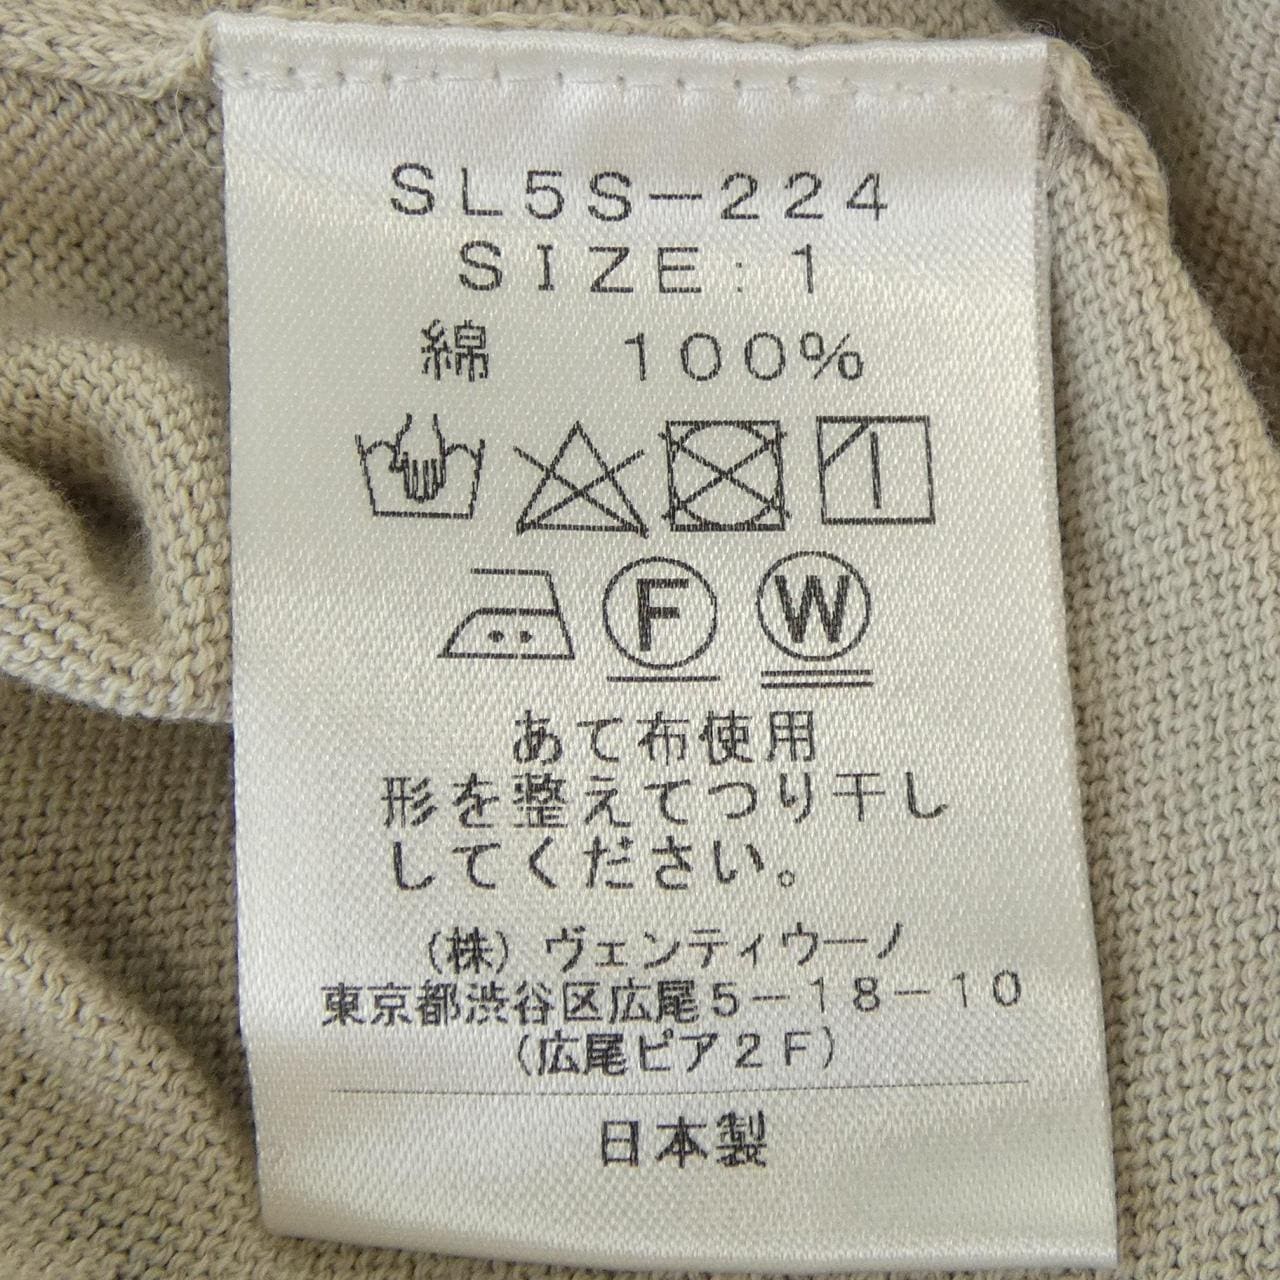 SL5S-224
SIZE:1
綿 100%
F W
あて布使用
形を整えてつり干し
してください。
(株)ヴェンティウーノ
東京都渋谷区広尾5-18-10
(広尾ピア2F)
日本製